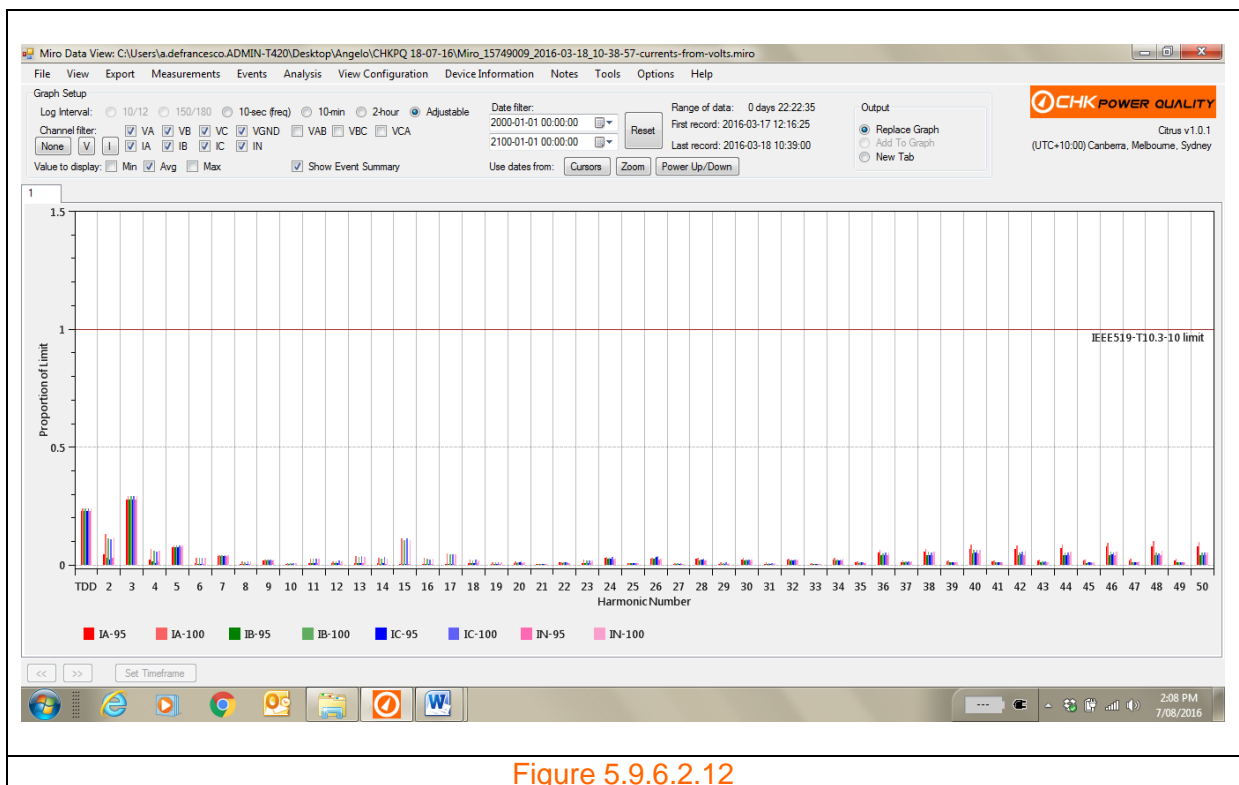 Miro Data View: C:\Users\a.defrancesco.ADMIN-T420\Desktop\Angelo\CHKPQ 18-07-16\Miro_15749009_2016-03-18_10-38-57-currents-from-volts.miro
File View Export Measurements Events Analysis View Configuration Device Information Notes Tools Options Help
Graph Setup
Log Interval: 10/12 150/180 10-sec (freq) 10-min 2-hour Adjustable
Channel filter: VA VB VC VGND VAB VBC VCA
None V I IA IB IC IN
Value to display: Min Avg Max Show Event Summary
Date filter:
2000-01-01 00:00:00
2100-01-01 00:00:00
Reset
Use dates from: Cursors Zoom Power Up/Down
Range of data: 0 days 22:22:35
First record: 2016-03-17 12:16:25
Last record: 2016-03-18 10:39:00
Output
Replace Graph
Add To Graph
New Tab
CHK POWER QUALITY
Citrus v1.0.1
(UTC+10:00) Canberra, Melbourne, Sydney
1
1.5
1
0.5
0
Proportion of Limit
IEEE519-T10.3-10 limit
TDD 2 3 4 5 6 7 8 9 10 11 12 13 14 15 16 17 18 19 20 21 22 23 24 25 26 27 28 29 30 31 32 33 34 35 36 37 38 39 40 41 42 43 44 45 46 47 48 49 50
Harmonic Number
IA-95 IA-100 IB-95 IB-100 IC-95 IC-100 IN-95 IN-100
<< >> Set Timeframe
2:08 PM
7/08/2016
Figure 5.9.6.2.12